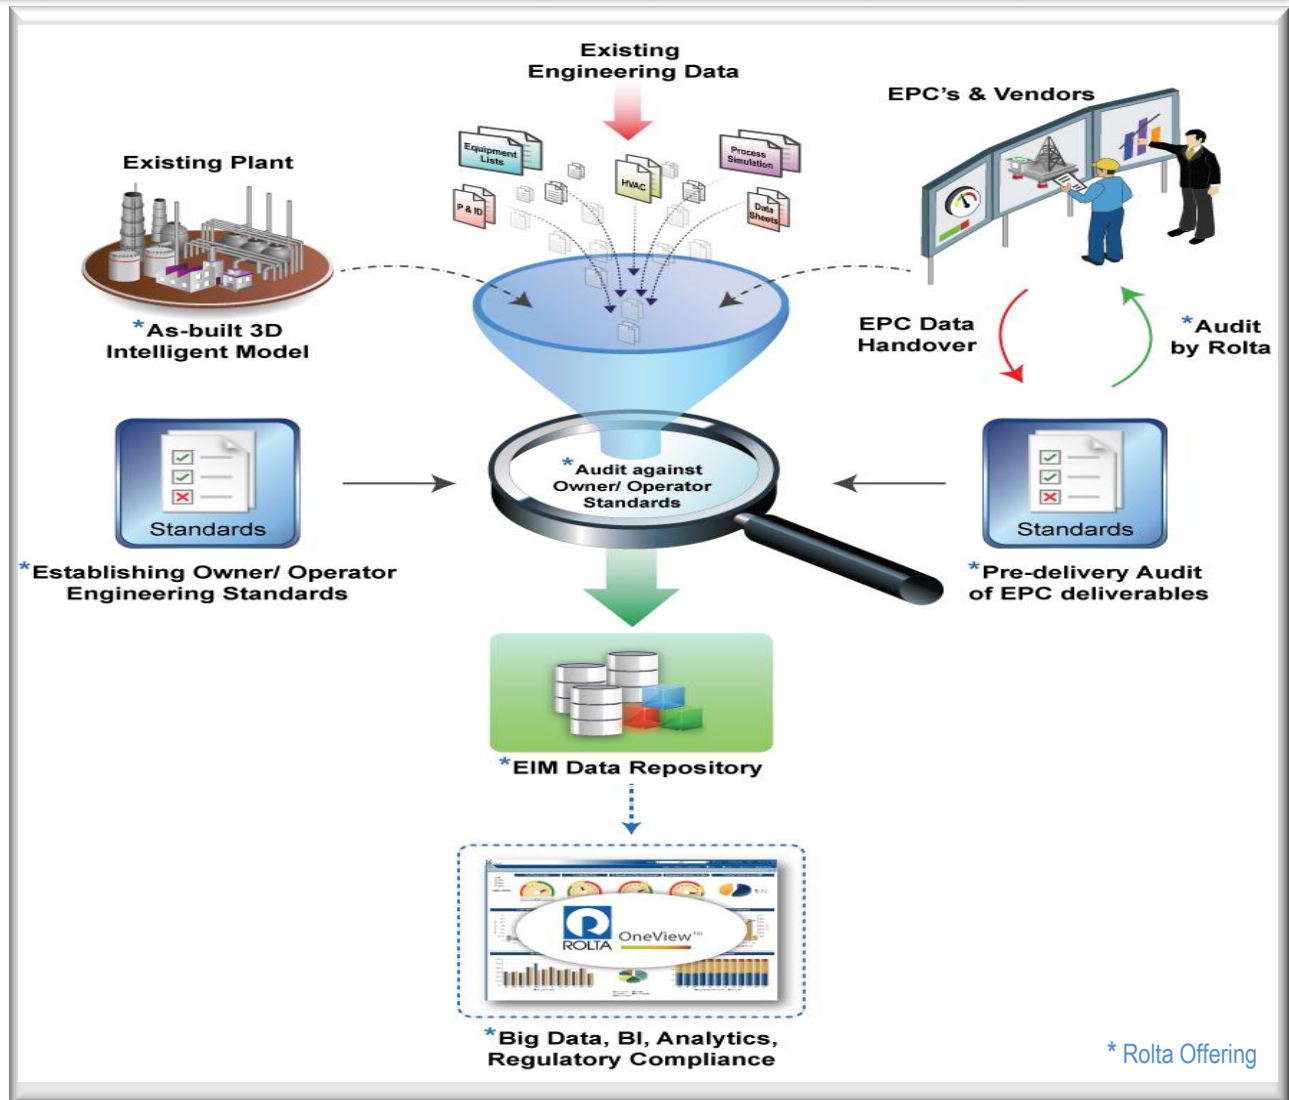 Existing
Engineering Data
EPC's & Vendors
Existing Plant
Equipment
Lists
Process
Simulation
HVAC
P & ID
Data
Sheets
*As-built 3D
Intelligent Model
EPC Data
Handover
*Audit
by Rolta
*Audit against
Owner/ Operator
Standards
Standards
Standards
*Establishing Owner/ Operator
Engineering Standards
*Pre-delivery Audit
of EPC deliverables
*EIM Data Repository
ROLTA
OneView™
*Big Data, BI, Analytics,
Regulatory Compliance
* Rolta Offering